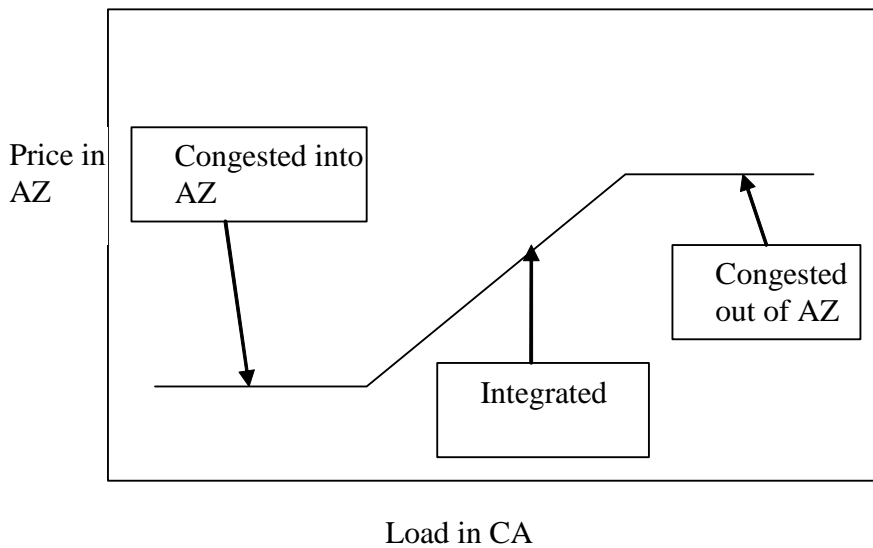 Price in
AZ
Congested into
AZ
Congested
out of AZ
Integrated
Load in CA